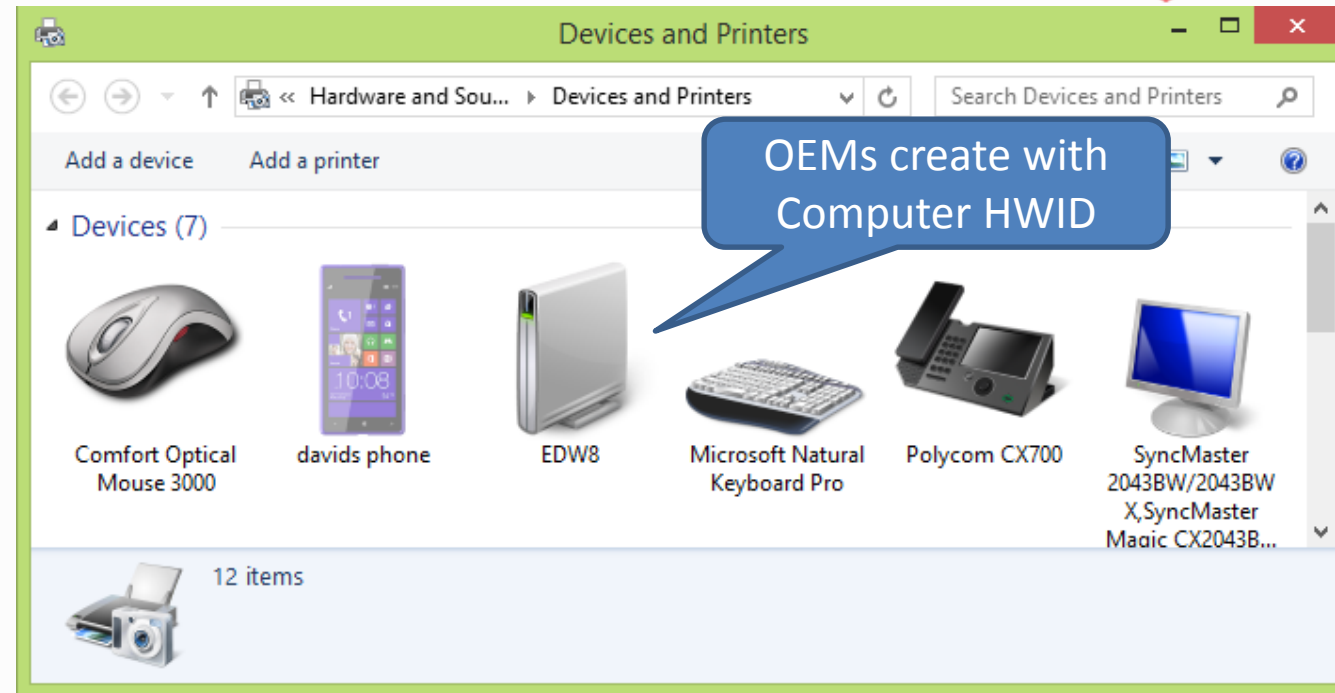 Devices and Printers
« Hardware and Sou... ▸ Devices and Printers
Search Devices and Printers
Add a device Add a printer
OEMs create with
Computer HWID
Devices (7)
10:08
Comfort Optical
Mouse 3000
davids phone
EDW8
Microsoft Natural
Keyboard Pro
Polycom CX700
SyncMaster
2043BW/2043BW
X,SyncMaster
Magic CX2043B...
12 items